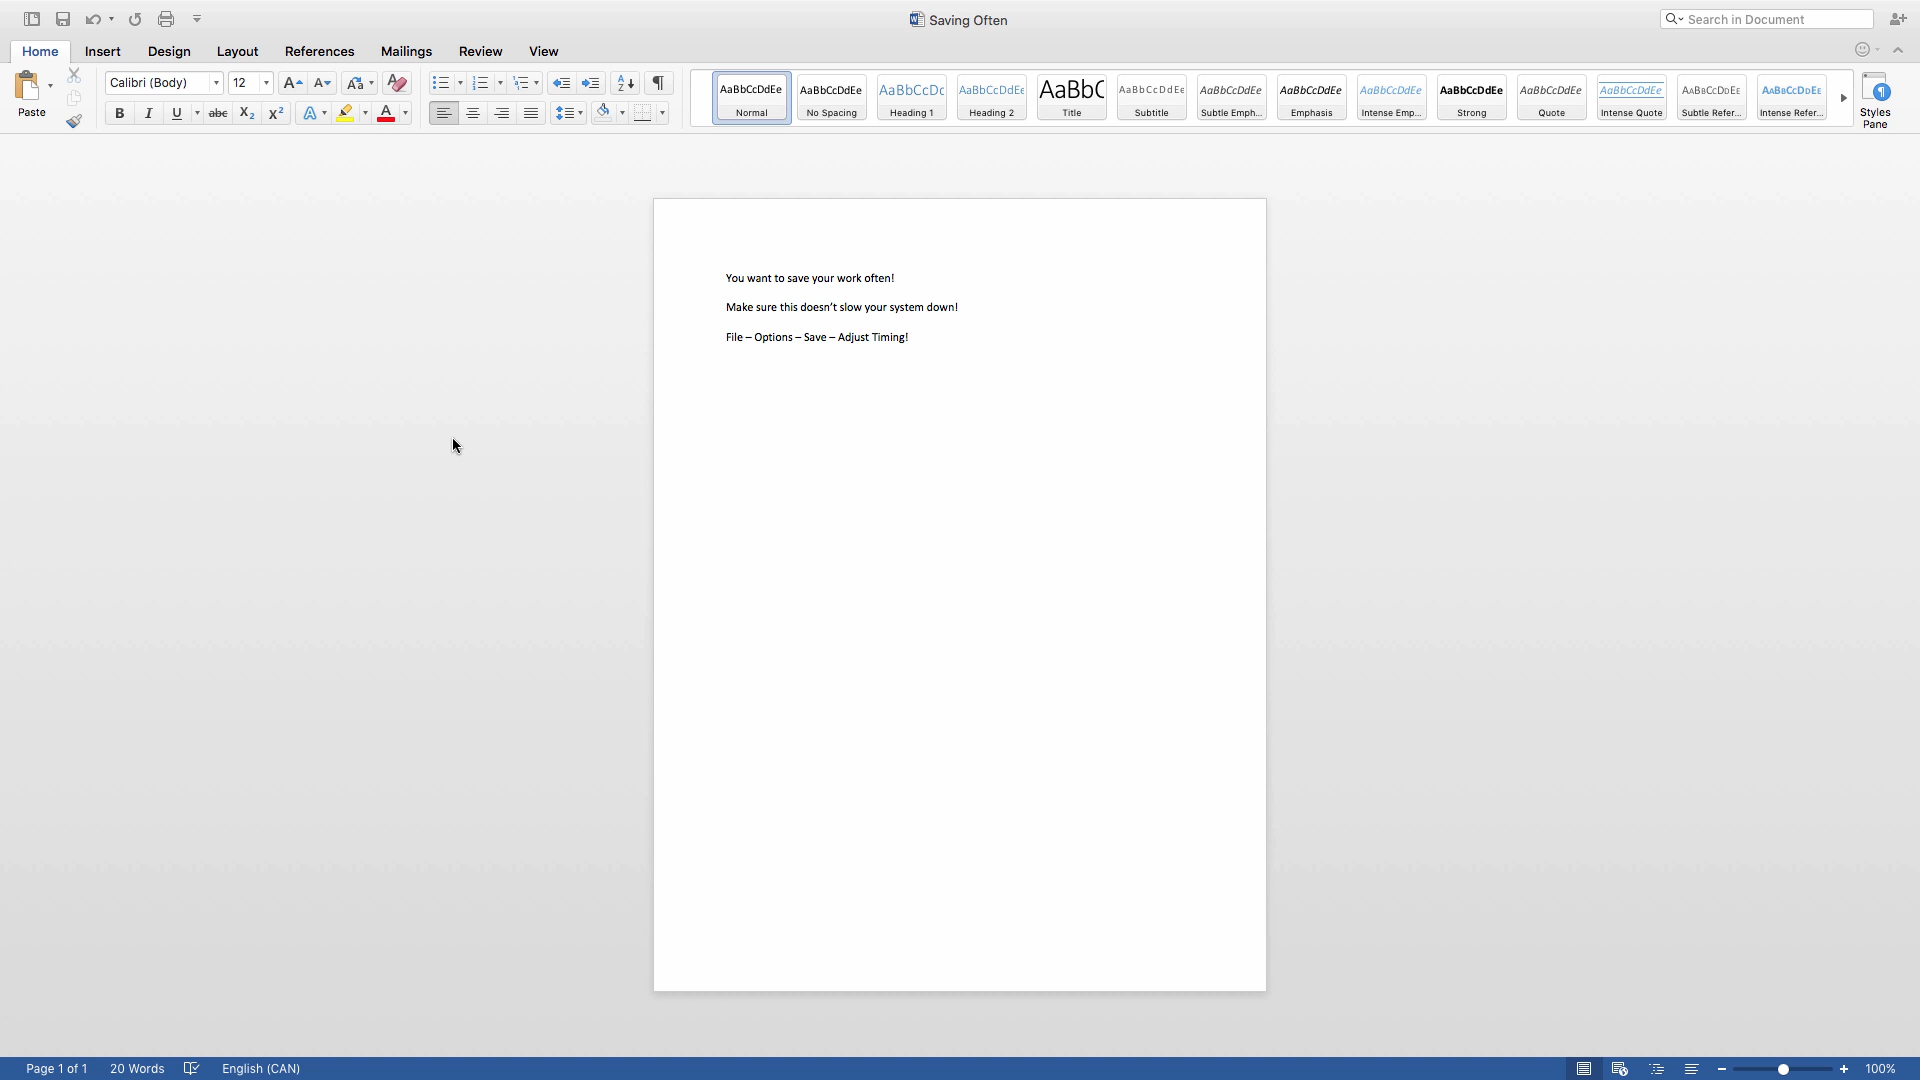 Saving Often
Search in Document
Home Insert Design Layout References Mailings Review View
Paste
Calibri (Body) 12
AaBbCcDdEe Normal
AaBbCcDdEe No Spacing
AaBbCcDc Heading 1
AaBbCcDdEe Heading 2
AaBbC Title
AaBbCcDdEe Subtitle
AaBbCcDdEe Subtle Emph...
AaBbCcDdEe Emphasis
AaBbCcDdEe Intense Emp...
AaBbCcDdEe Strong
AaBbCcDdEe Quote
AaBbCcDdEe Intense Quote
AaBbCcDdEe Subtle Refer...
AaBbCcDdEe Intense Refer...
Styles
Pane
B I U abc X₂ X²
You want to save your work often!
Make sure this doesn't slow your system down!
File – Options – Save – Adjust Timing!
Page 1 of 1 20 Words English (CAN) 100%